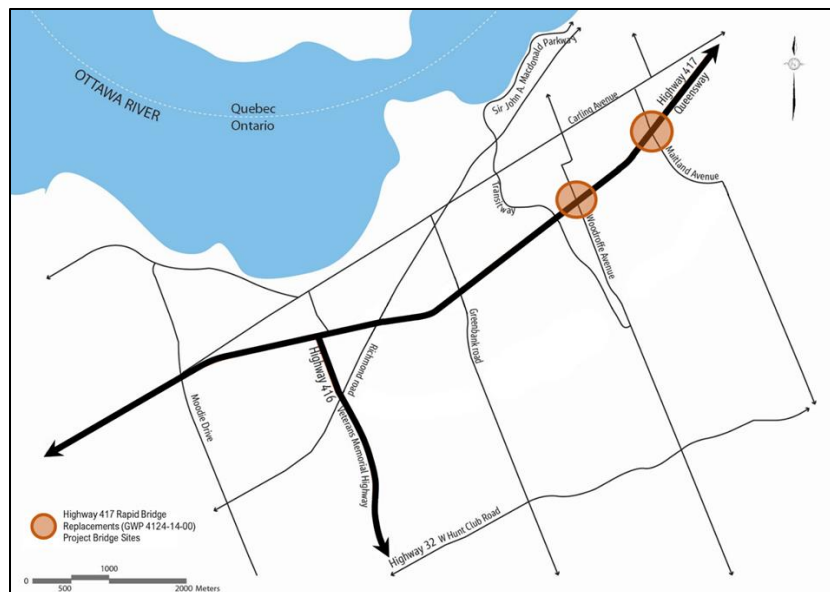 OTTAWA RIVER
Quebec
Ontario
Sir John A. Macdonald Parkway
Carling Avenue
Highway 417
Queensway
Maitland Avenue
Transitway
Woodroffe Avenue
Greenbank road
Richmond road
Highway 416
Veterans Memorial Highway
Moodie Drive
Highway 32 W Hunt Club Road
Highway 417 Rapid Bridge
Replacements (GWP 4124-14-00)
Project Bridge Sites
1000
0
500
2000 Meters